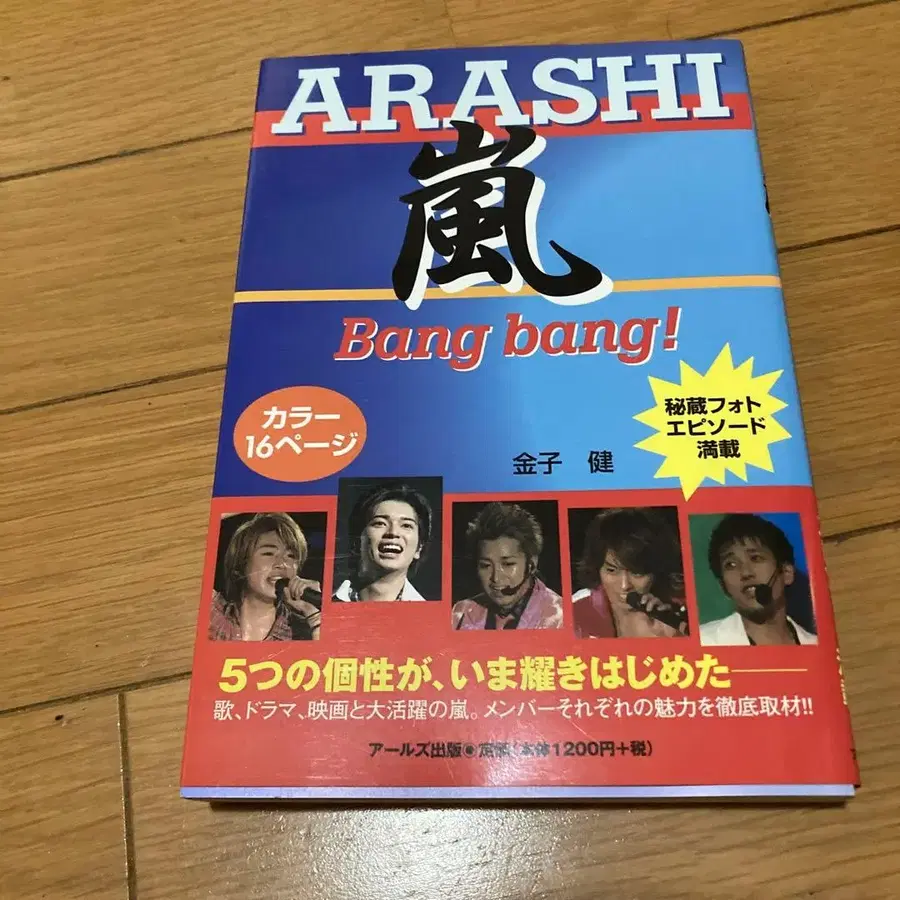 ARASHI
嵐
Bang bang!
カラー
16ページ
秘蔵フォト
エピソード
満載
金子 健
5つの個性が、いま耀きはじめた――
歌、ドラマ、映画と大活躍の嵐。メンバーそれぞれの魅力を徹底取材!!
アールズ出版●定価(本体1200円+税)